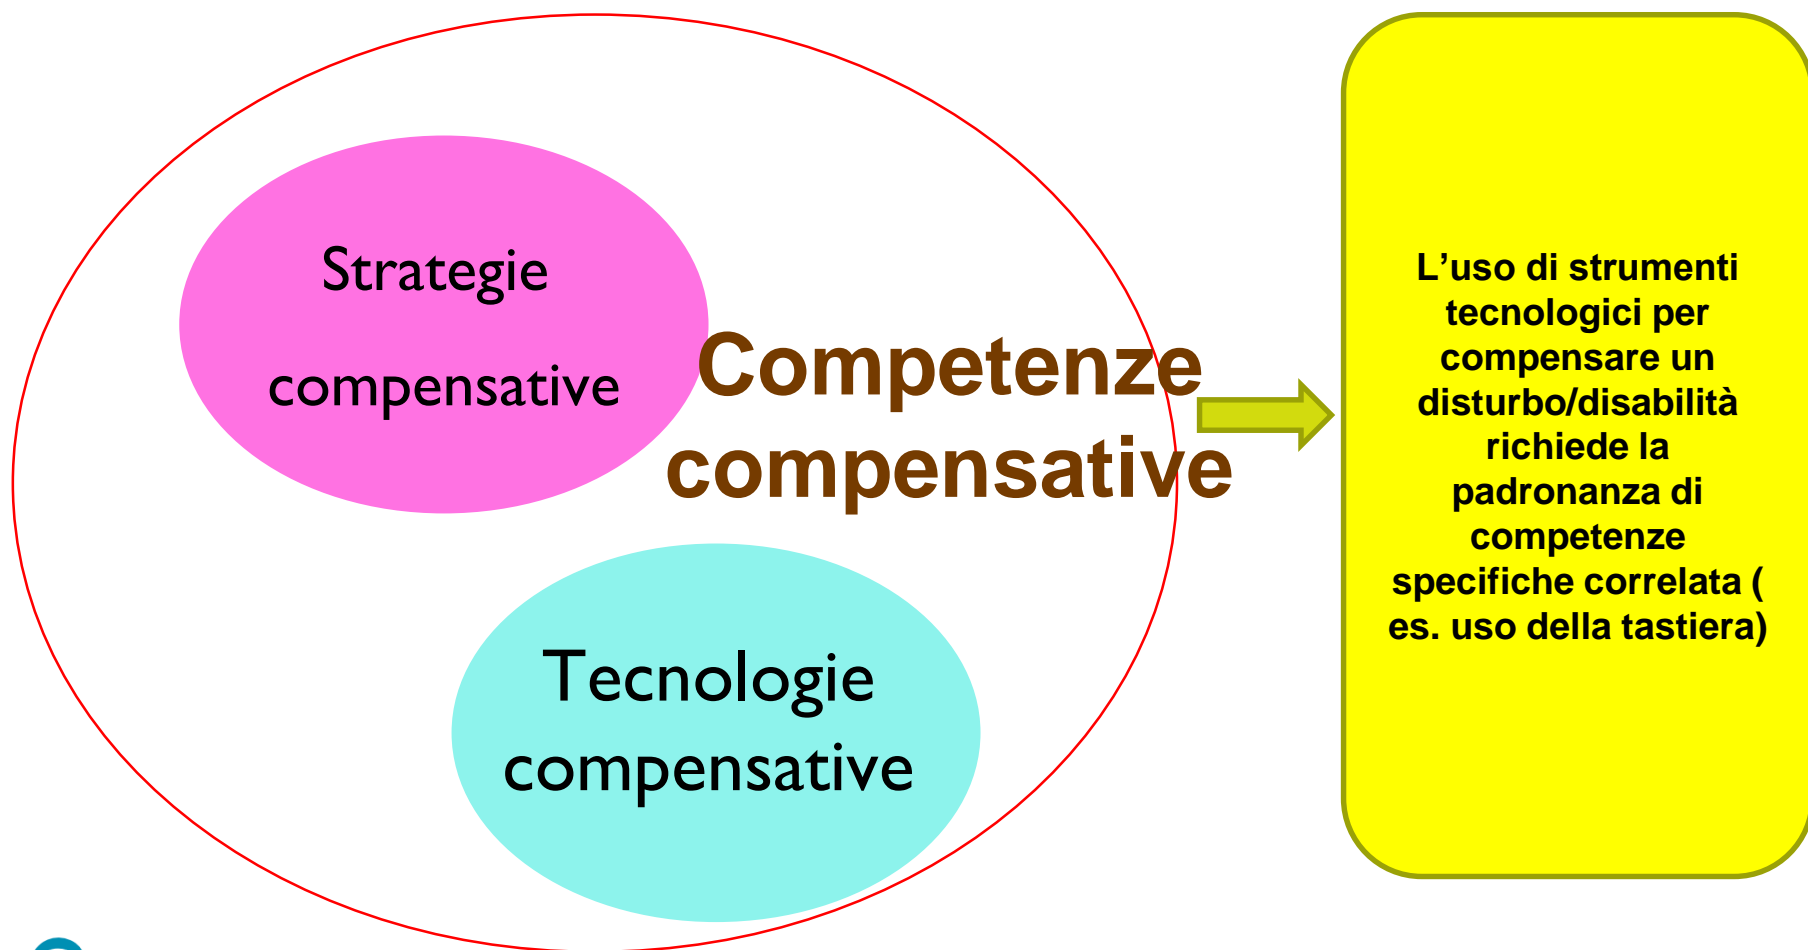 Strategie
compensative
Competenze
compensative
Tecnologie
compensative
L’uso di strumenti
tecnologici per
compensare un
disturbo/disabilità
richiede la
padronanza di
competenze
specifiche correlata (
es. uso della tastiera)